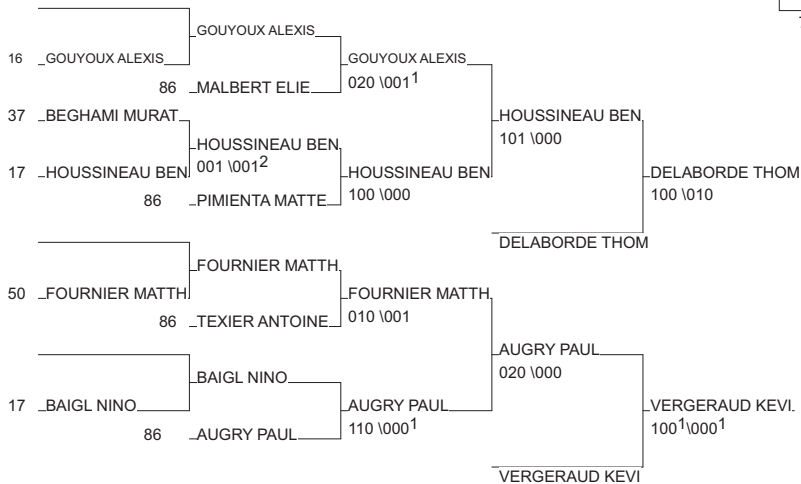 GOUYOUX ALEXIS
16 GOUYOUX ALEXIS
GOUYOUX ALEXIS
020 \001¹
86 MALBERT ELIE
HOUSSINEAU BEN
101 \000
37 BEGHAMI MURAT
HOUSSINEAU BEN
001 \001²
17 HOUSSINEAU BEN
HOUSSINEAU BEN
100 \000
DELABORDE THOM
100 \010
86 PIMIENTA MATTE
DELABORDE THOM
FOURNIER MATTH
50 FOURNIER MATTH
FOURNIER MATTH
010 \001
86 TEXIER ANTOINE
AUGRY PAUL
020 \000
BAIGL NINO
17 BAIGL NINO
AUGRY PAUL
110 \000¹
VERGERAUD KEVI
100¹\000¹
86 AUGRY PAUL
VERGERAUD KEVI